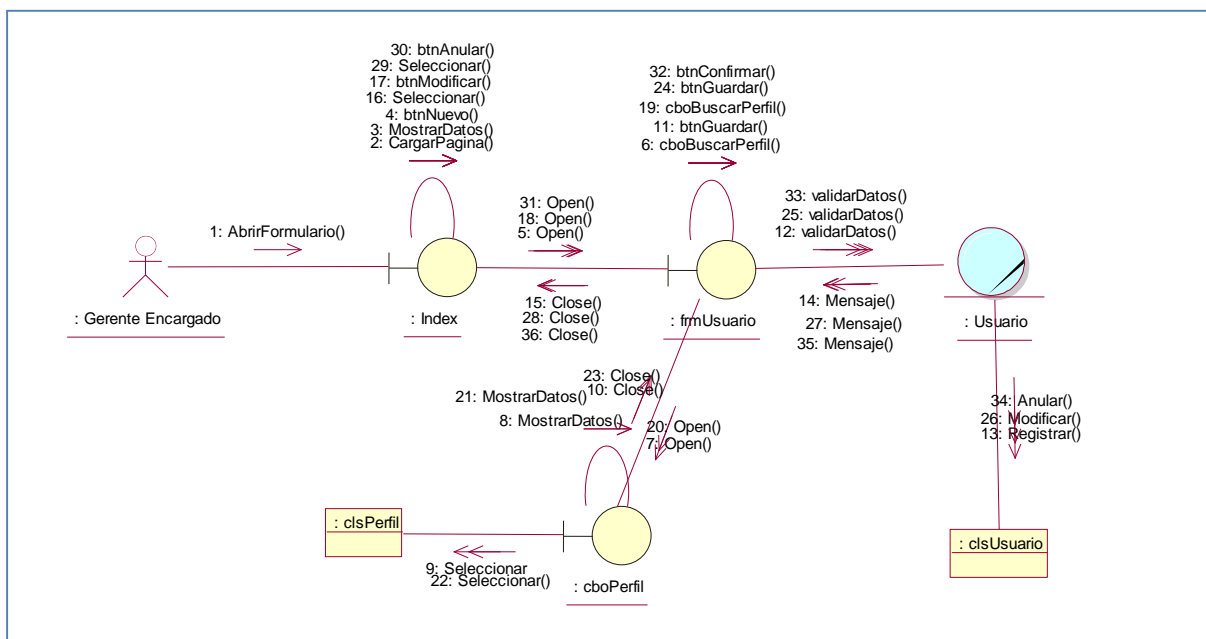 30: btnAnular()
29: Seleccionar()
17: btnModificar()
16: Seleccionar()
4: btnNuevo()
3: MostrarDatos()
2: CargarPagina()
32: btnConfirmar()
24: btnGuardar()
19: cboBuscarPerfil()
11: btnGuardar()
6: cboBuscarPerfil()
1: AbrirFormulario()
31: Open()
18: Open()
5: Open()
33: validarDatos()
25: validarDatos()
12: validarDatos()
15: Close()
28: Close()
36: Close()
14: Mensaje()
27: Mensaje()
35: Mensaje()
: Gerente Encargado
: Index
: frmUsuario
: Usuario
23: Close()
10: Close()
21: MostrarDatos()
8: MostrarDatos()
20: Open()
7: Open()
34: Anular()
26: Modificar()
13: Registrar()
: clsPerfil
9: Seleccionar
22: Seleccionar()
: cboPerfil
: clsUsuario